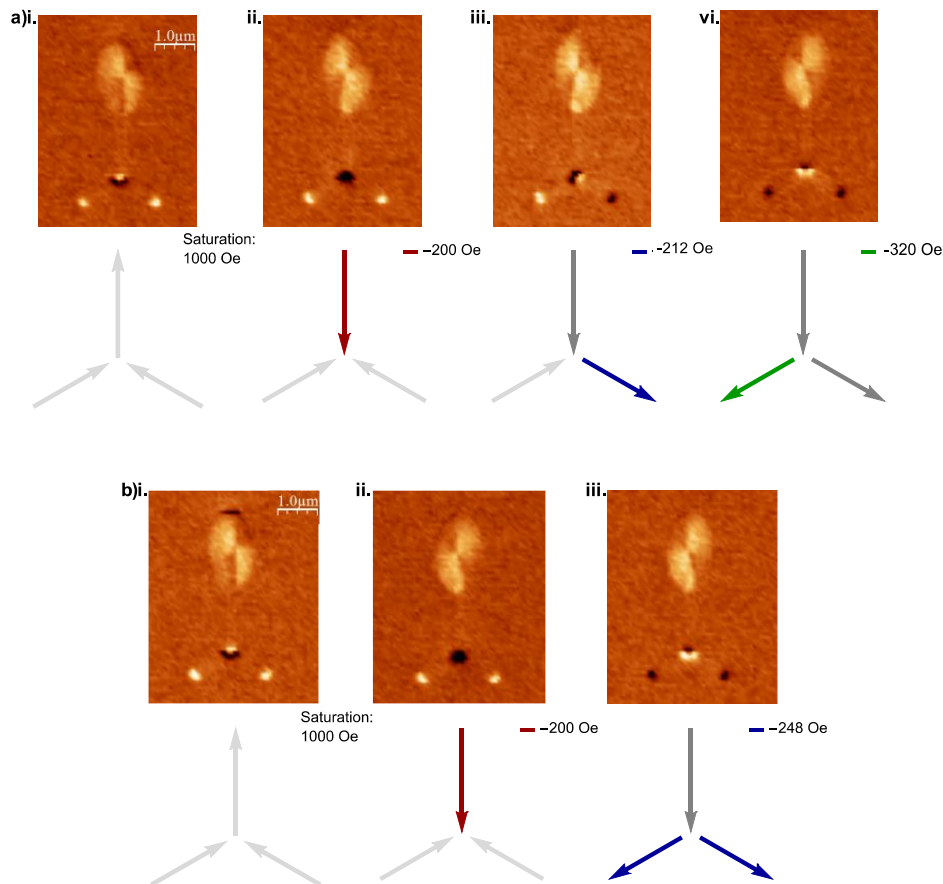 a)i.
ii.
iii.
vi.
1.0µm
Saturation:
1000 Oe
−200 Oe
-212 Oe
-320 Oe
b)i.
ii.
iii.
1.0µm
Saturation:
1000 Oe
−200 Oe
−248 Oe